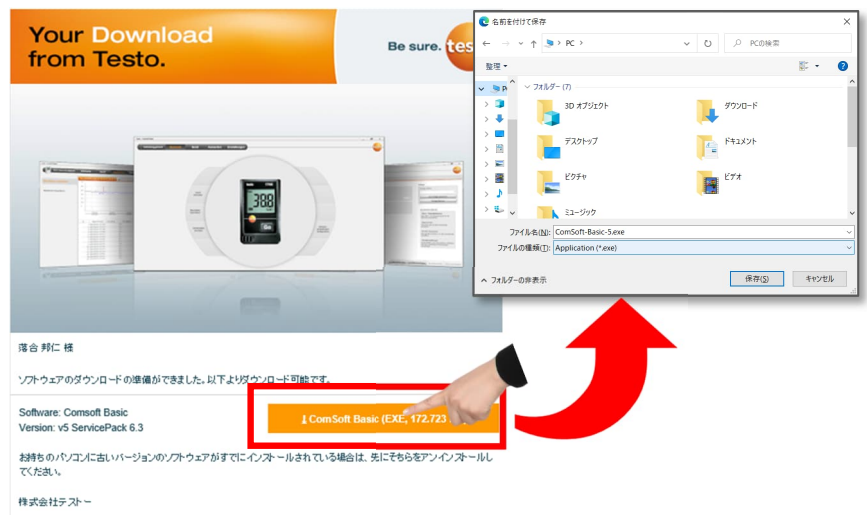 Your Download
from Testo.
Be sure. tes
388
Go
落合 邦仁 様
ソフトウェアのダウンロードの準備ができました。以下よりダウンロード可能です。
Software: Comsoft Basic
Version: v5 ServicePack 6.3
ComSoft Basic (EXE, 172.723
お持ちのパソコンに古いバージョンのソフトウェアがすでにインストールされている場合は、先にそちらをアンインストールし
てください。
株式会社テストー
名前を付けて保存
PC
PCの検索
整理
フォルダー (7)
3D オブジェクト
ダウンロード
デスクトップ
ドキュメント
ピクチャ
ビデオ
ミュージック
ファイル名(N): ComSoft-Basic-5.exe
ファイルの種類(T): Application (*.exe)
フォルダーの非表示
保存(S)
キャンセル